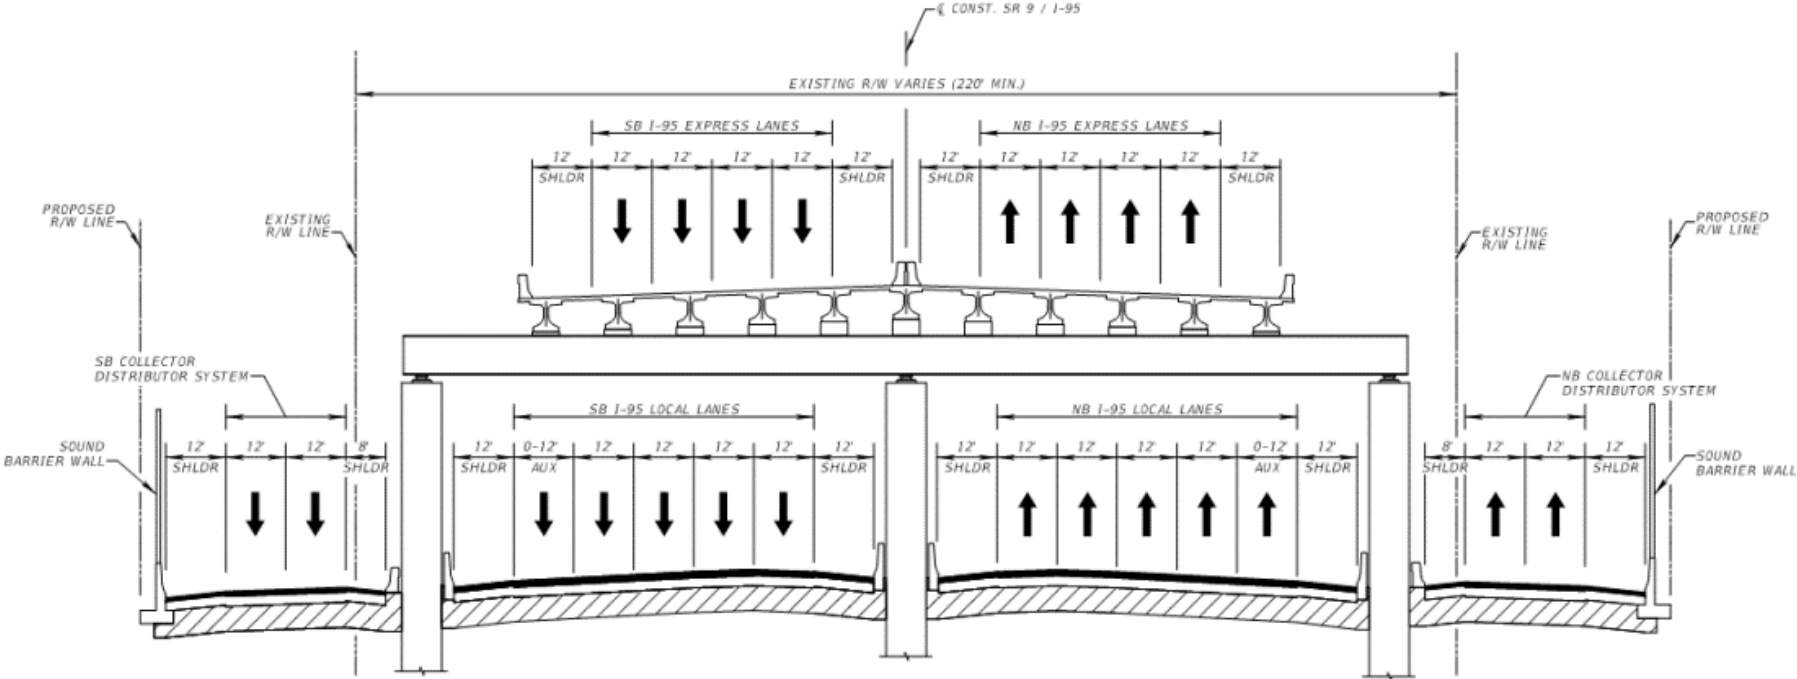 ℄ CONST. SR 9 / I-95
EXISTING R/W VARIES (220' MIN.)
SB I-95 EXPRESS LANES
NB I-95 EXPRESS LANES
12' 12' 12' 12' 12' 12'
SHLDR SHLDR
12' 12' 12' 12' 12' 12'
SHLDR SHLDR
PROPOSED
R/W LINE
EXISTING
R/W LINE
EXISTING
R/W LINE
PROPOSED
R/W LINE
SB COLLECTOR
DISTRIBUTOR SYSTEM
NB COLLECTOR
DISTRIBUTOR SYSTEM
SB I-95 LOCAL LANES
NB I-95 LOCAL LANES
SOUND
BARRIER WALL
12' 12' 12' 8'
SHLDR SHLDR
12' 0-12' 12' 12' 12' 12' 12'
SHLDR AUX SHLDR
12' 12' 12' 12' 12' 0-12' 12'
SHLDR AUX SHLDR
8' 12' 12' 12'
SHLDR SHLDR
SOUND
BARRIER WALL